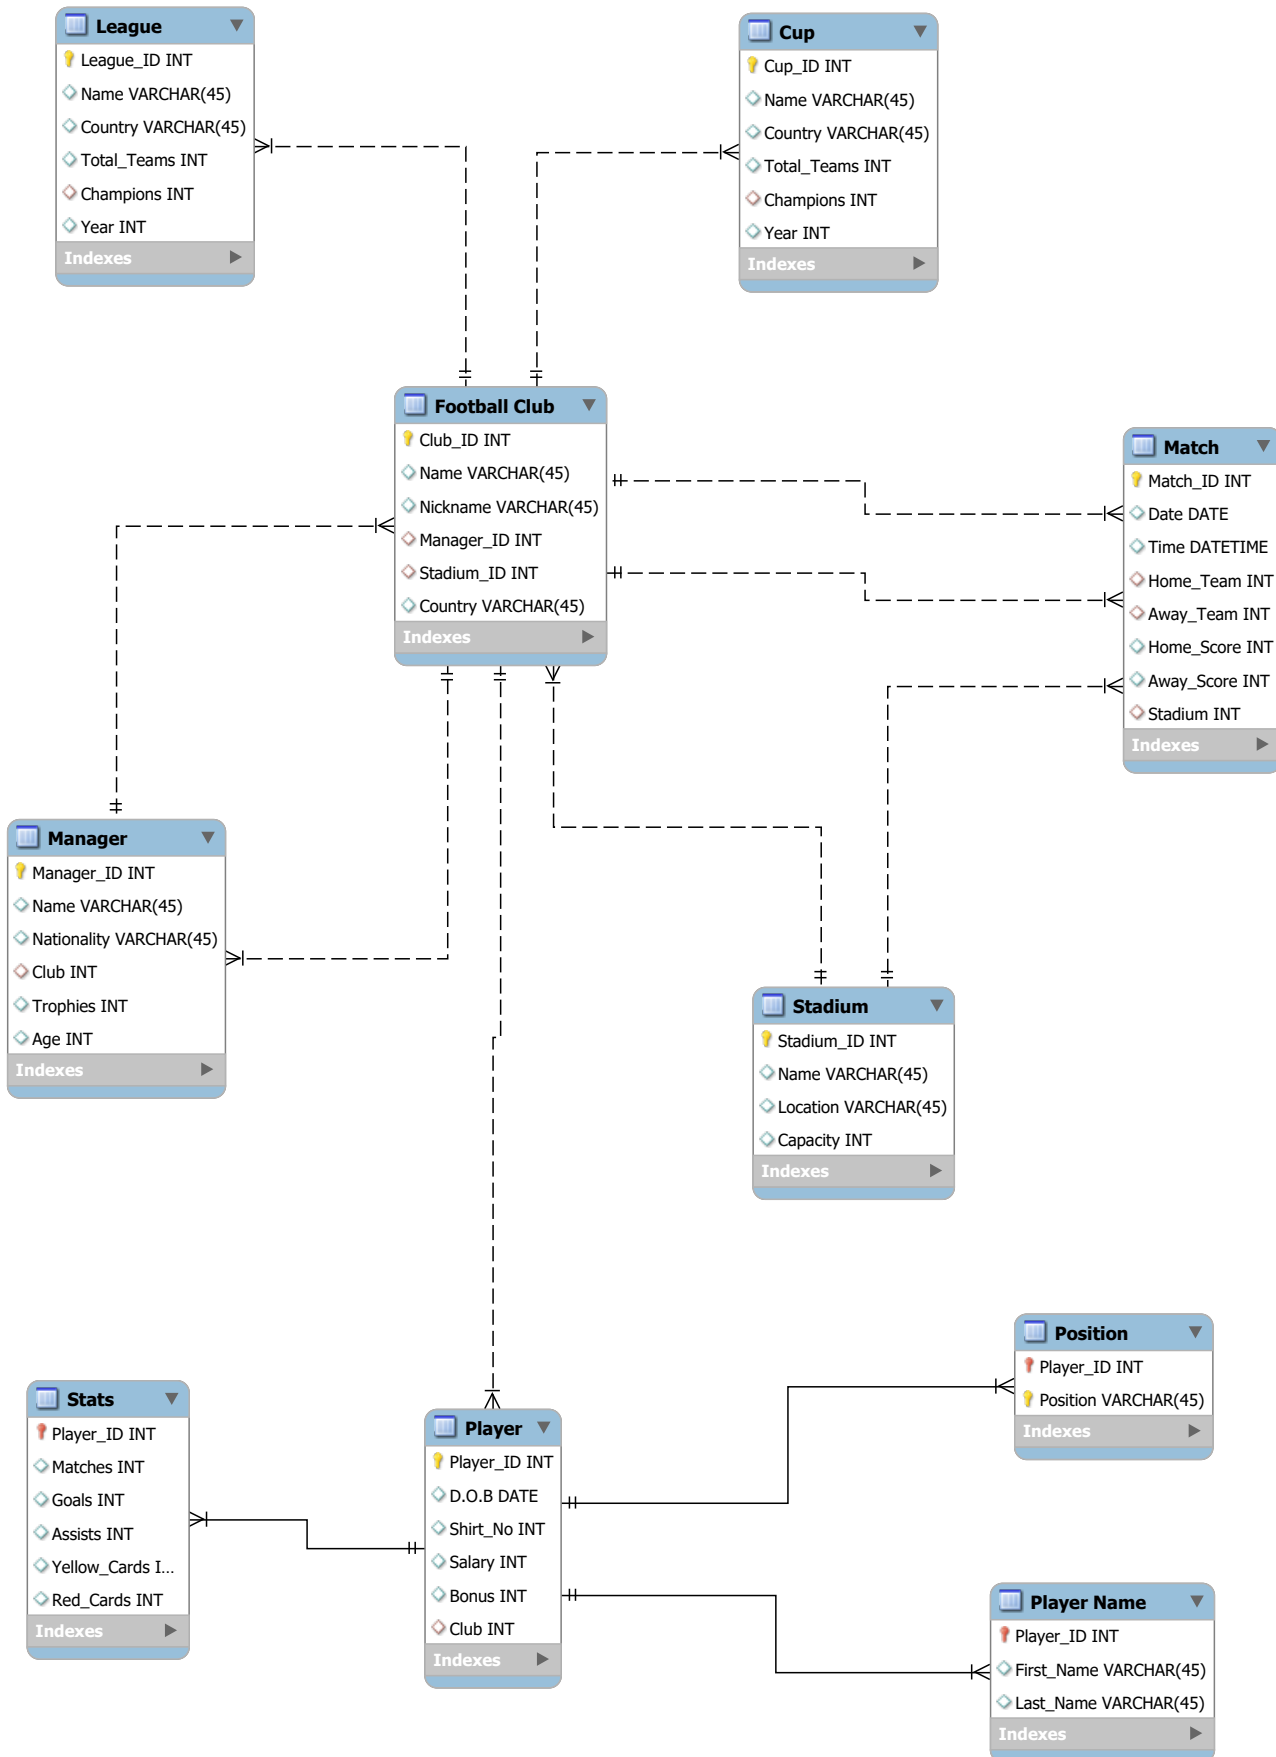 League
League_ID INT
Name VARCHAR(45)
Country VARCHAR(45)
Total_Teams INT
Champions INT
Year INT
Indexes
Cup
Cup_ID INT
Name VARCHAR(45)
Country VARCHAR(45)
Total_Teams INT
Champions INT
Year INT
Indexes
Football Club
Club_ID INT
Name VARCHAR(45)
Nickname VARCHAR(45)
Manager_ID INT
Stadium_ID INT
Country VARCHAR(45)
Indexes
Match
Match_ID INT
Date DATE
Time DATETIME
Home_Team INT
Away_Team INT
Home_Score INT
Away_Score INT
Stadium INT
Indexes
Manager
Manager_ID INT
Name VARCHAR(45)
Nationality VARCHAR(45)
Club INT
Trophies INT
Age INT
Indexes
Stadium
Stadium_ID INT
Name VARCHAR(45)
Location VARCHAR(45)
Capacity INT
Indexes
Position
Player_ID INT
Position VARCHAR(45)
Indexes
Stats
Player_ID INT
Matches INT
Goals INT
Assists INT
Yellow_Cards I...
Red_Cards INT
Indexes
Player
Player_ID INT
D.O.B DATE
Shirt_No INT
Salary INT
Bonus INT
Club INT
Indexes
Player Name
Player_ID INT
First_Name VARCHAR(45)
Last_Name VARCHAR(45)
Indexes